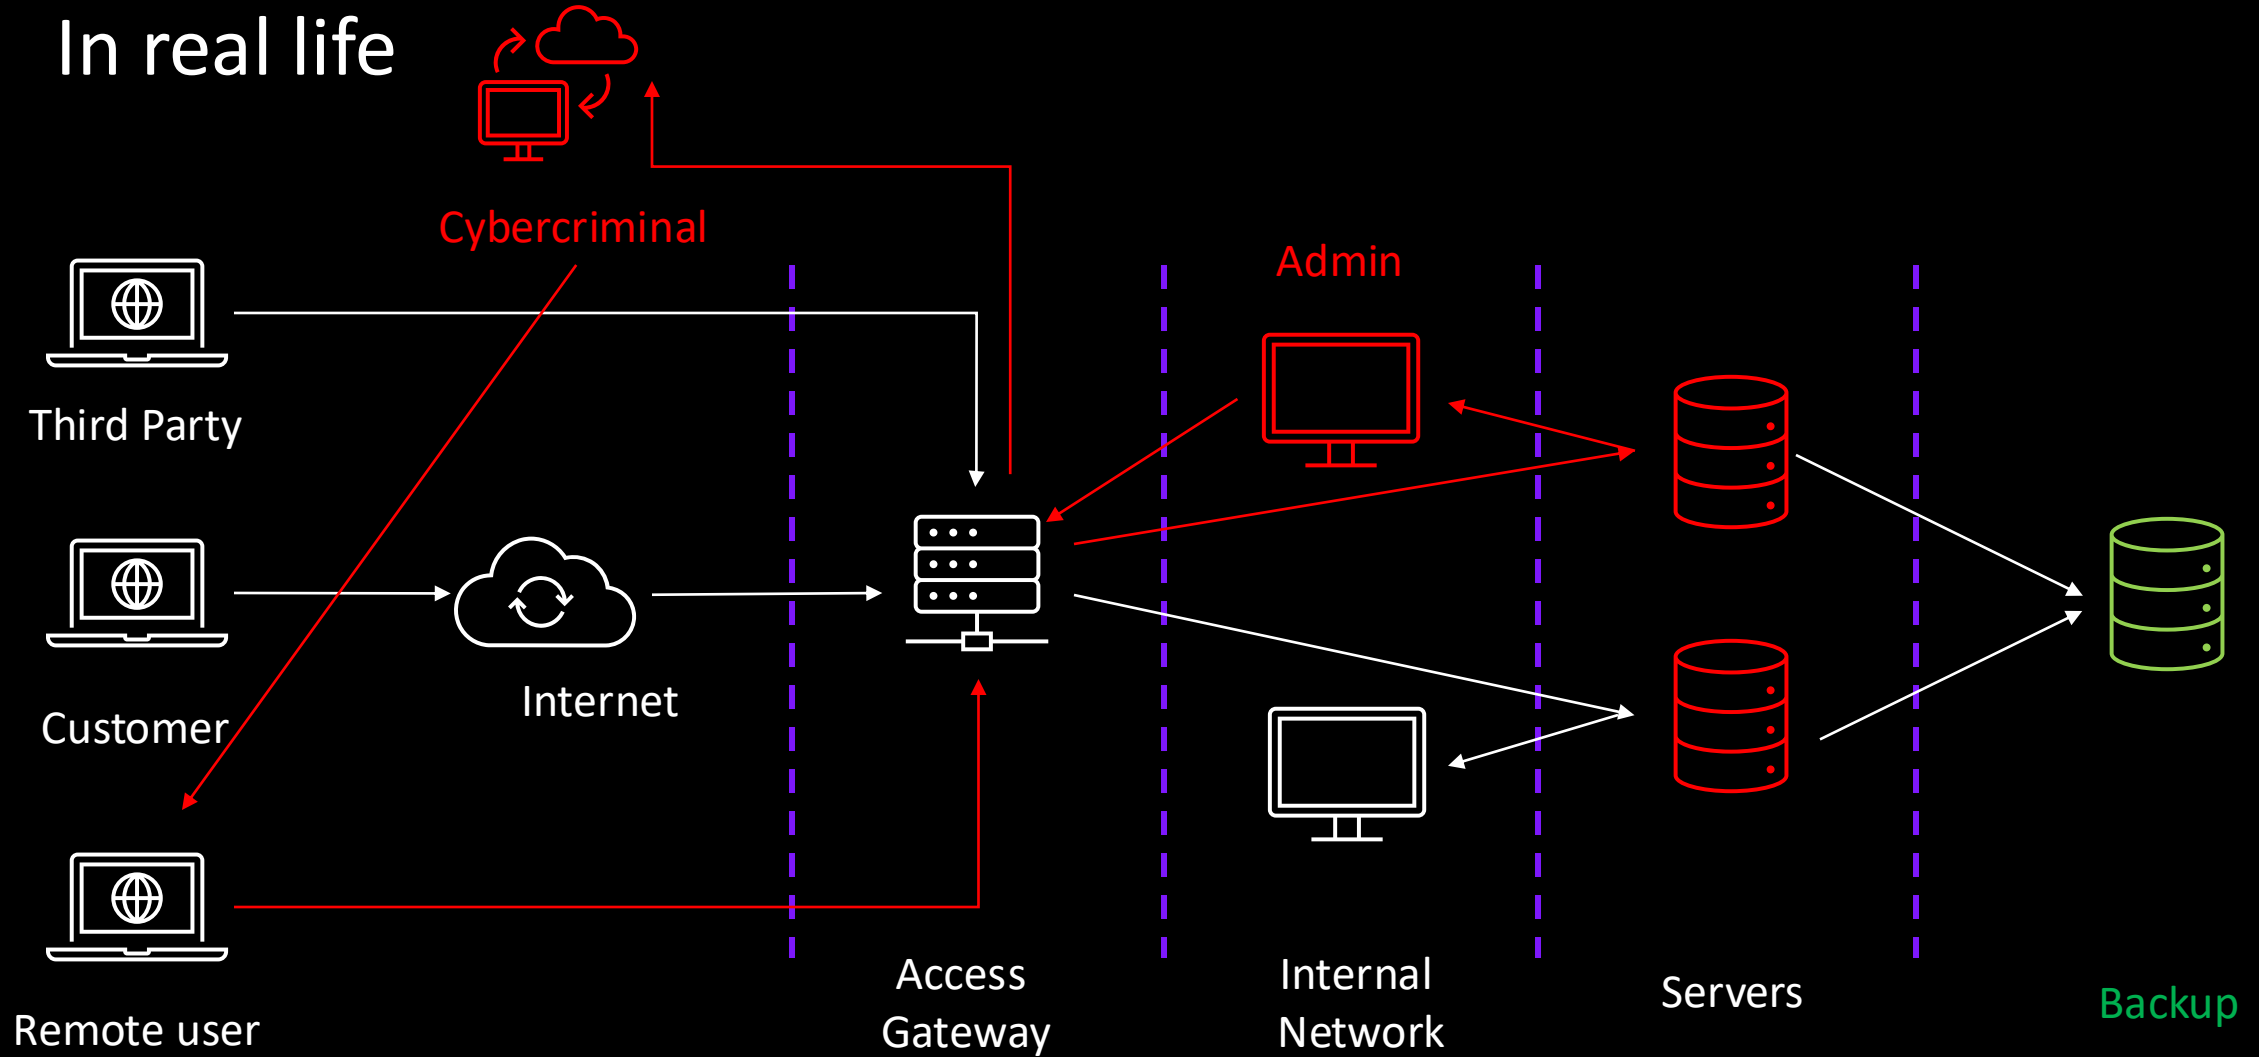 In real life
Cybercriminal
Admin
Third Party
Customer
Internet
Remote user
Access
Gateway
Internal
Network
Servers
Backup